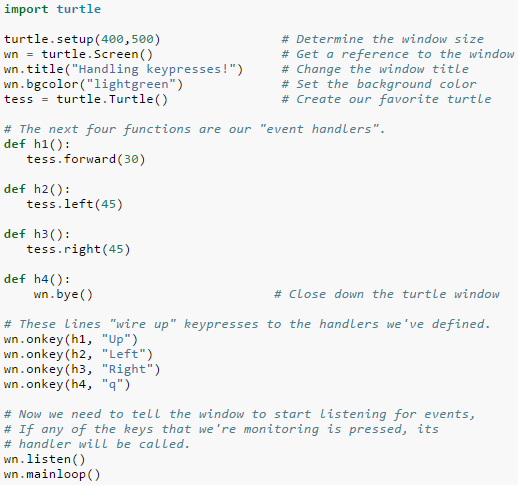 import turtle
turtle.setup(400,500)                # Determine the window size
wn = turtle.Screen()                 # Get a reference to the window
wn.title("Handling keypresses!")     # Change the window title
wn.bgcolor("lightgreen")             # Set the background color
tess = turtle.Turtle()               # Create our favorite turtle
# The next four functions are our "event handlers".
def h1():
   tess.forward(30)
def h2():
   tess.left(45)
def h3():
   tess.right(45)
def h4():
    wn.bye()                        # Close down the turtle window
# These lines "wire up" keypresses to the handlers we've defined.
wn.onkey(h1, "Up")
wn.onkey(h2, "Left")
wn.onkey(h3, "Right")
wn.onkey(h4, "q")
# Now we need to tell the window to start listening for events,
# If any of the keys that we're monitoring is pressed, its
# handler will be called.
wn.listen()
wn.mainloop()